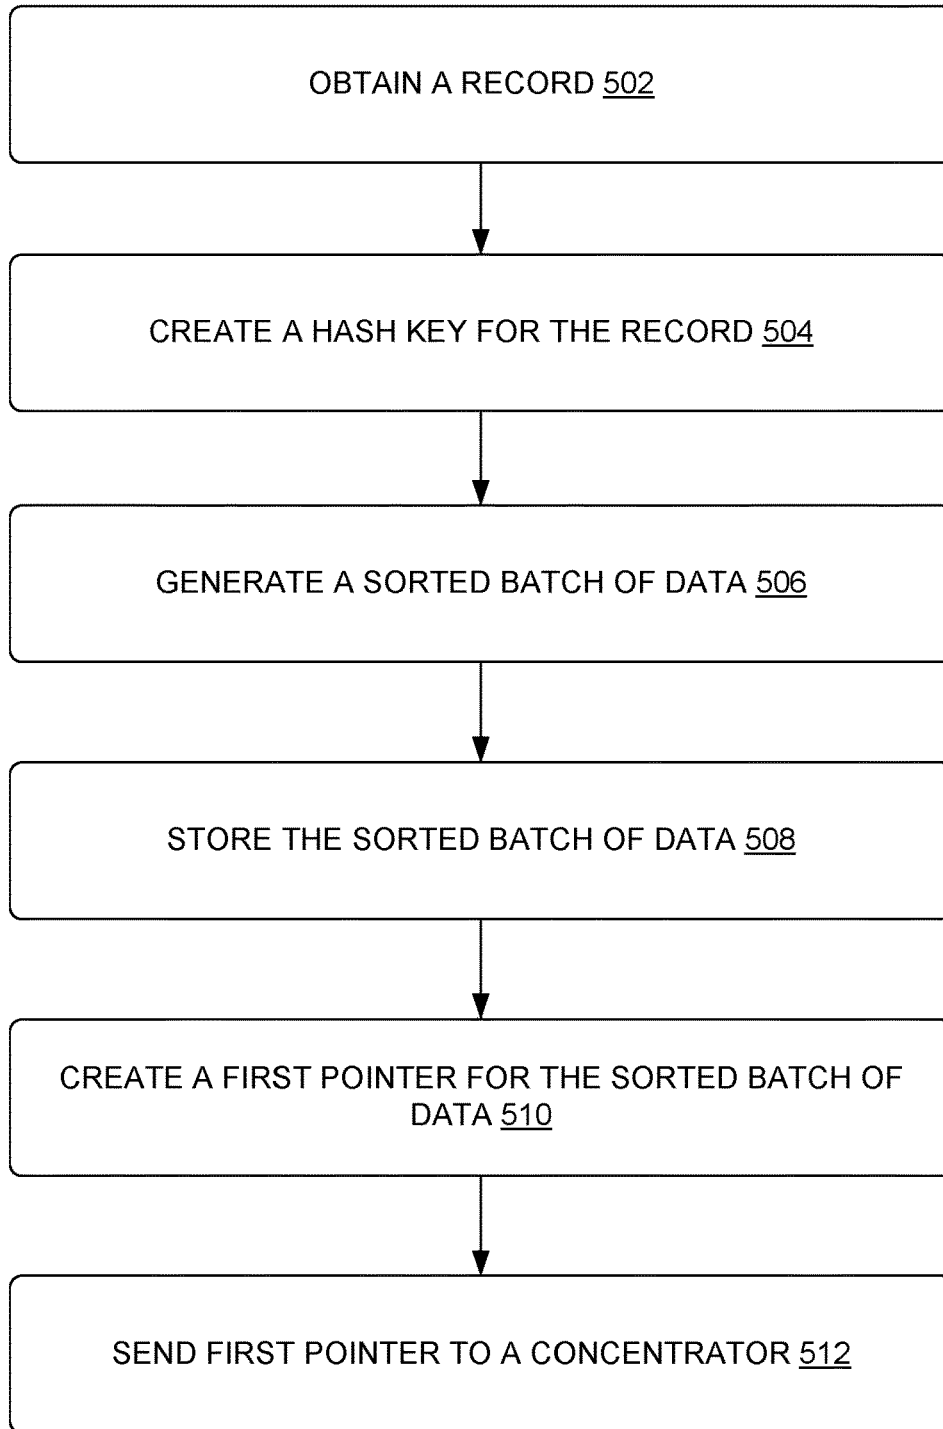 OBTAIN A RECORD 502
CREATE A HASH KEY FOR THE RECORD 504
GENERATE A SORTED BATCH OF DATA 506
STORE THE SORTED BATCH OF DATA 508
CREATE A FIRST POINTER FOR THE SORTED BATCH OF
DATA 510
SEND FIRST POINTER TO A CONCENTRATOR 512